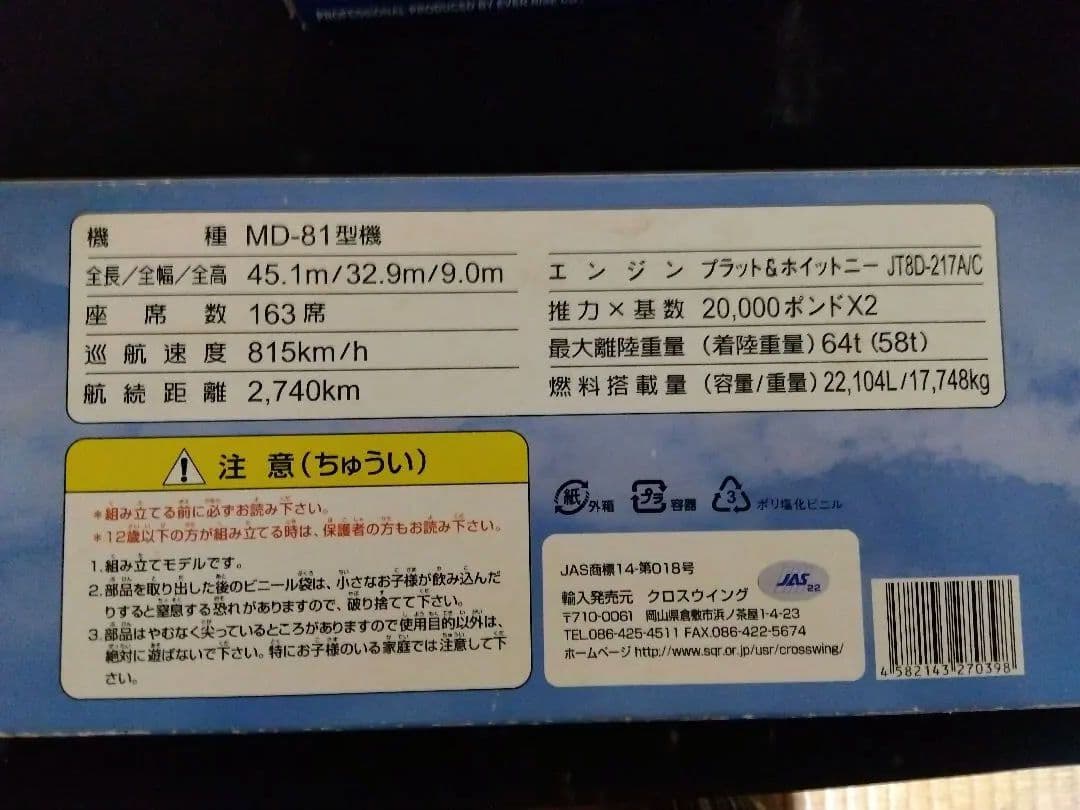 PROFESSIONAL PRODUCED BY EVER RISE CO.
機種 MD-81型機
全長/全幅/全高 45.1m/32.9m/9.0m
座席数 163席
巡航速度 815km/h
航続距離 2,740km
エンジン プラット&ホイットニー JT8D-217A/C
推力×基数 20,000ポンドX2
最大離陸重量 (着陸重量)64t(58t)
燃料搭載量 (容量/重量)22,104L/17,748kg
注意(ちゅうい)
*組み立てる前に必ずお読み下さい。
*12歳以下の方が組み立てる時は、保護者の方もお読み下さい。
1.組み立てモデルです。
2.部品を取り出した後のビニール袋は、小さなお子様が飲み込んだ
りすると窒息する恐れがありますので、破り捨てて下さい。
3.部品はやむなく尖っているところがありますので使用目的以外は、
絶対に遊ばないで下さい。特にお子様のいる家庭では注意して下
さい。
紙 外箱
プラ 容器
3 ポリ塩化ビニル
JAS商標14-第018号
JAS 22
輸入発売元 クロスウイング
〒710-0061 岡山県倉敷市浜ノ茶屋1-4-23
TEL.086-425-4511 FAX.086-422-5674
ホームページ http://www.sqr.or.jp/usr/crosswing/
4 582143 270398